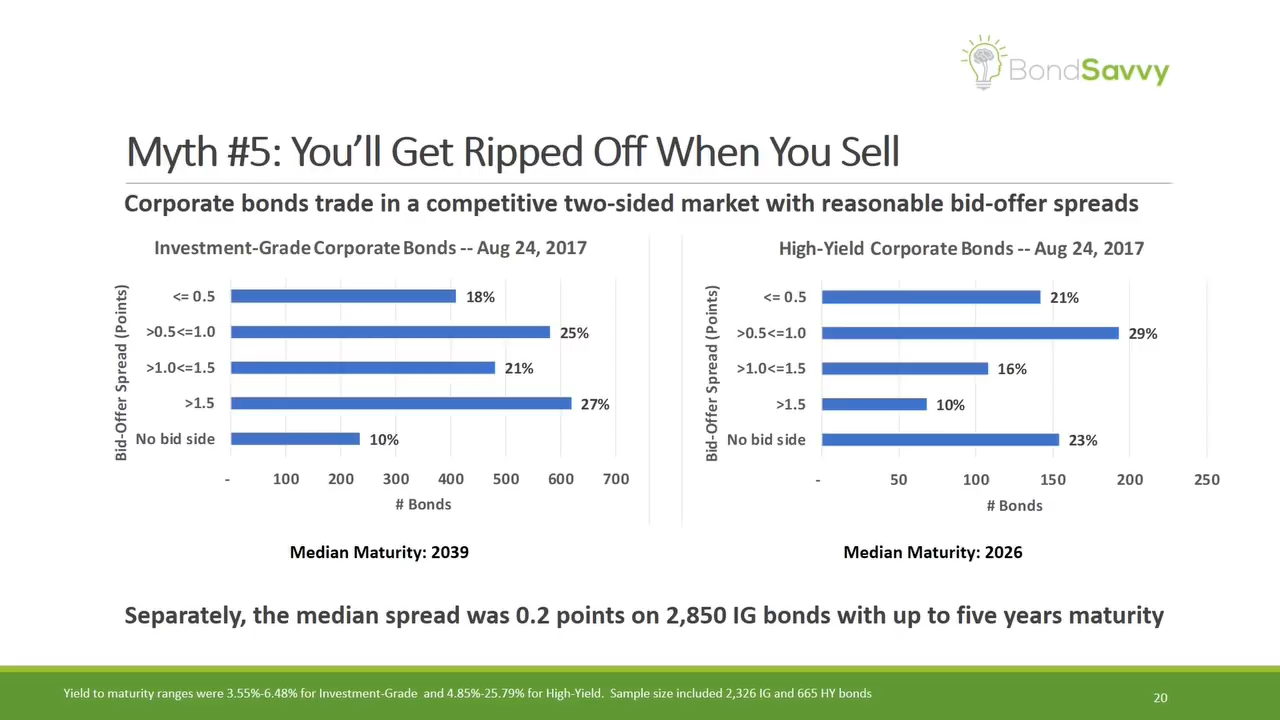 BondSavvy
Myth #5: You'll Get Ripped Off When You Sell
Corporate bonds trade in a competitive two-sided market with reasonable bid-offer spreads
Investment-Grade Corporate Bonds -- Aug 24, 2017
Bid-Offer Spread (Points)
<= 0.5 18%
>0.5<=1.0 25%
>1.0<=1.5 21%
>1.5 27%
No bid side 10%
- 100 200 300 400 500 600 700
# Bonds
Median Maturity: 2039
High-Yield Corporate Bonds -- Aug 24, 2017
Bid-Offer Spread (Points)
<= 0.5 21%
>0.5<=1.0 29%
>1.0<=1.5 16%
>1.5 10%
No bid side 23%
- 50 100 150 200 250
# Bonds
Median Maturity: 2026
Separately, the median spread was 0.2 points on 2,850 IG bonds with up to five years maturity
Yield to maturity ranges were 3.55%-6.48% for Investment-Grade and 4.85%-25.79% for High-Yield. Sample size included 2,326 IG and 665 HY bonds
20